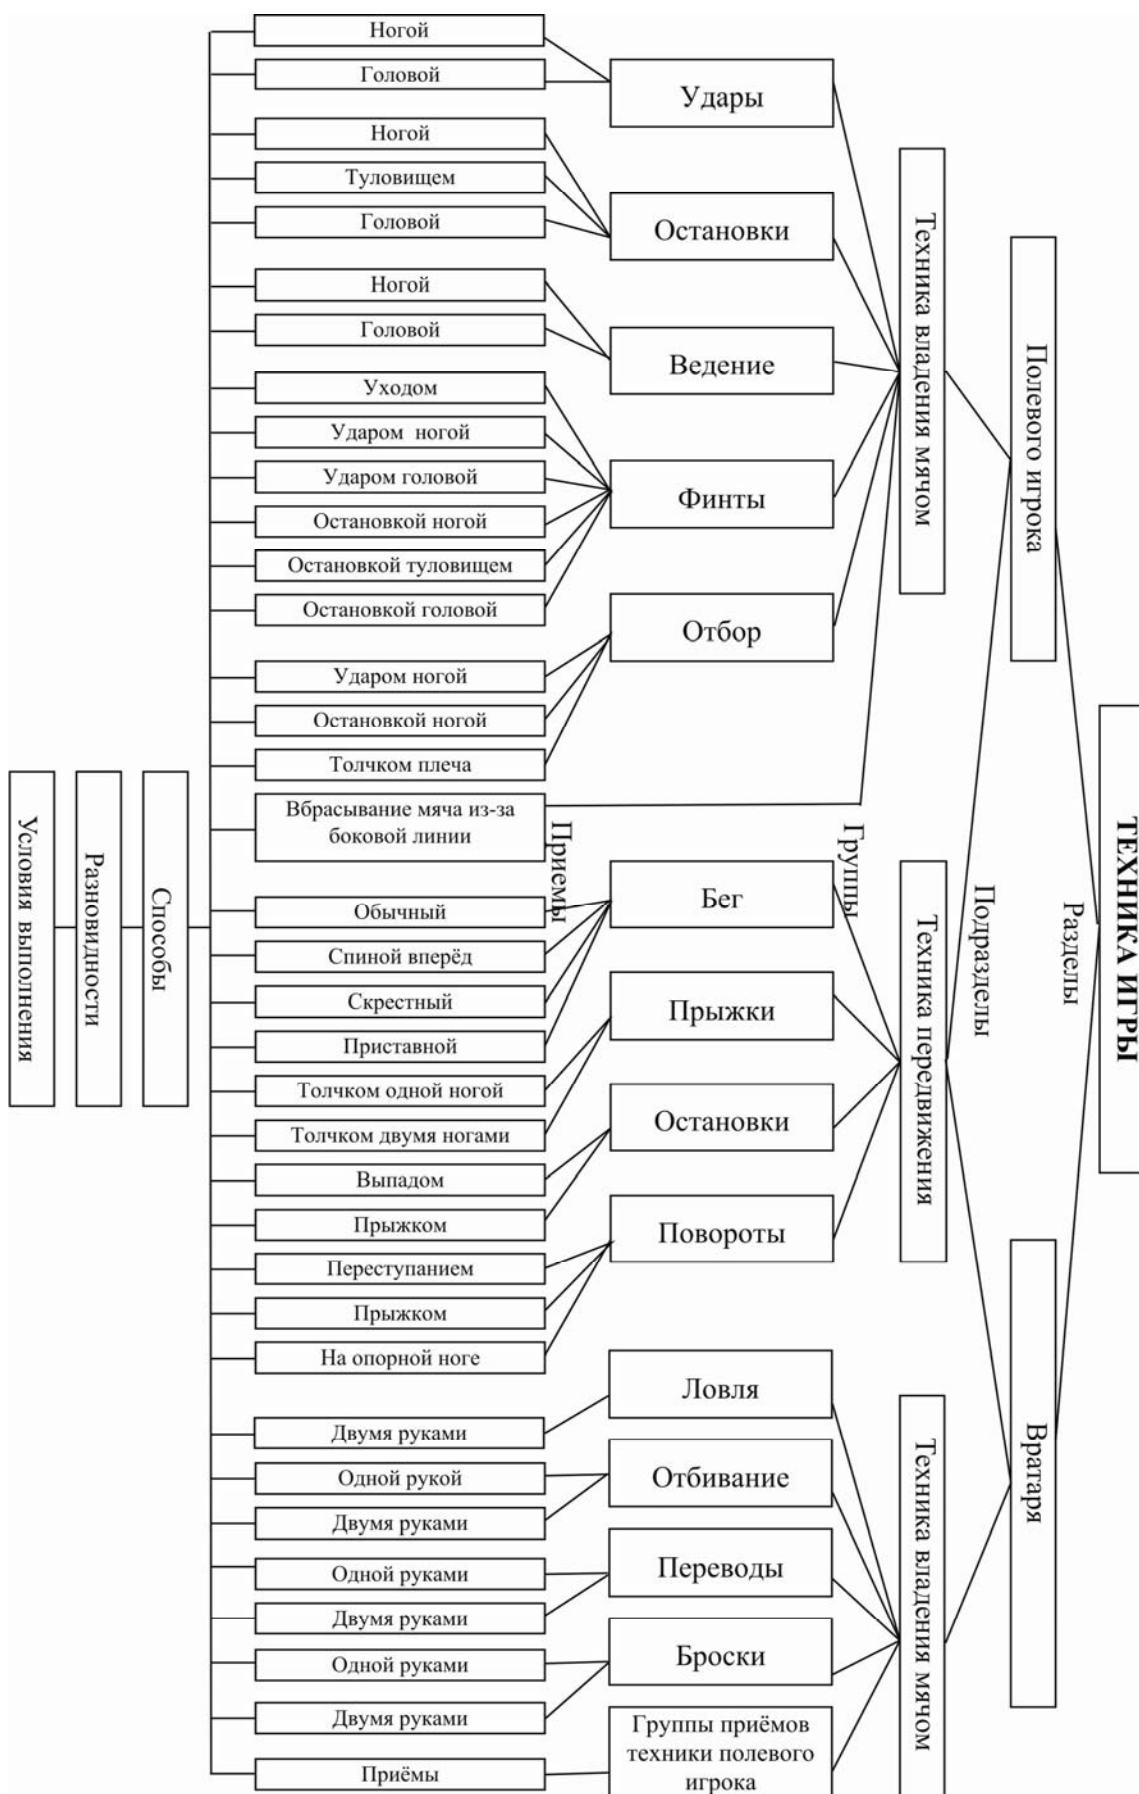 ТЕХНИКА ИГРЫ
Разделы
Полевого игрока
Вратаря
Подразделы
Техника владения мячом
Техника передвижения
Техника владения мячом
Группы
Удары
Остановки
Ведение
Финты
Отбор
Бег
Прыжки
Остановки
Повороты
Ловля
Отбивание
Переводы
Броски
Группы приёмов
техники полевого
игрока
Приемы
Ногой
Головой
Ногой
Туловищем
Головой
Ногой
Головой
Уходом
Ударом ногой
Ударом головой
Остановкой ногой
Остановкой туловищем
Остановкой головой
Ударом ногой
Остановкой ногой
Толчком плеча
Вбрасывание мяча из-за
боковой линии
Обычный
Спиной вперёд
Скрестный
Приставной
Толчком одной ногой
Толчком двумя ногами
Выпадом
Прыжком
Переступанием
Прыжком
На опорной ноге
Двумя руками
Одной рукой
Двумя руками
Одной руками
Двумя руками
Одной руками
Двумя руками
Приёмы
Способы
Разновидности
Условия выполнения